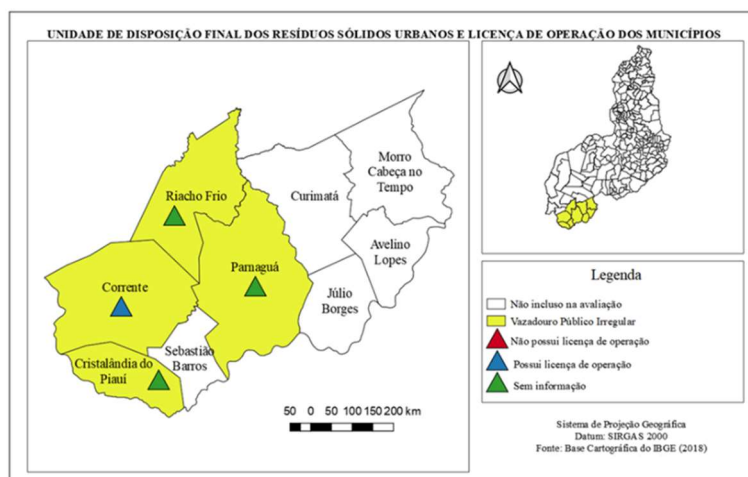 UNIDADE DE DISPOSIÇÃO FINAL DOS RESÍDUOS SÓLIDOS URBANOS E LICENÇA DE OPERAÇÃO DOS MUNICÍPIOS
Morro
Cabeça no
Tempo
Riacho Frio
Curimatá
Avelino
Lopes
Parnaguá
Corrente
Júlio
Borges
Sebastião
Barros
Cristalândia do
Piauí
50 0 50 100 150 200 km
Legenda
Não incluso na avaliação
Vazadouro Público Irregular
Não possui licença de operação
Possui licença de operação
Sem informação
Sistema de Projeção Geográfica
Datum: SIRGAS 2000
Fonte: Base Cartográfica do IBGE (2018)